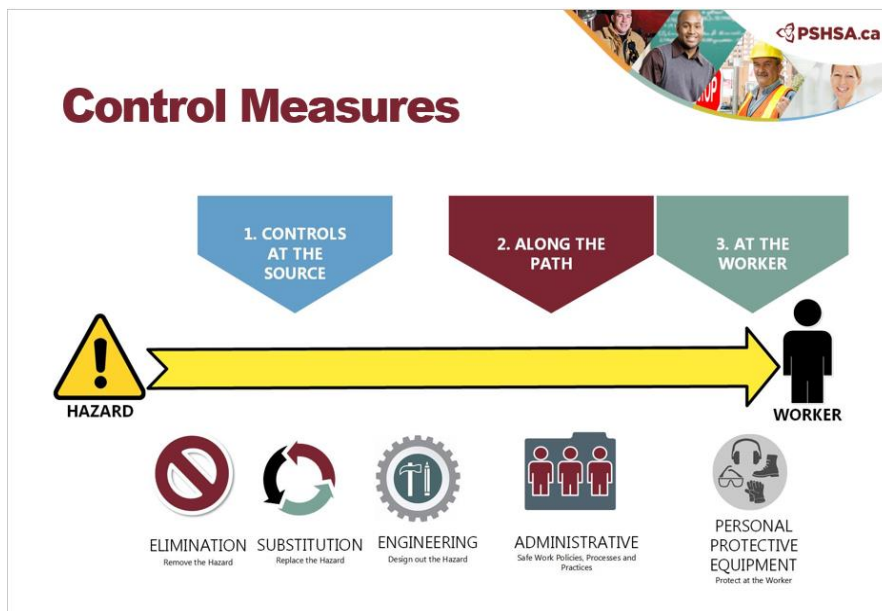 PSHSA.ca
STOP
Control Measures
1. CONTROLS
AT THE
SOURCE
2. ALONG THE
PATH
3. AT THE
WORKER
HAZARD
WORKER
ELIMINATION
Remove the Hazard
SUBSTITUTION
Replace the Hazard
ENGINEERING
Design out the Hazard
ADMINISTRATIVE
Safe Work Policies, Processes and
Practices
PERSONAL
PROTECTIVE
EQUIPMENT
Protect at the Worker